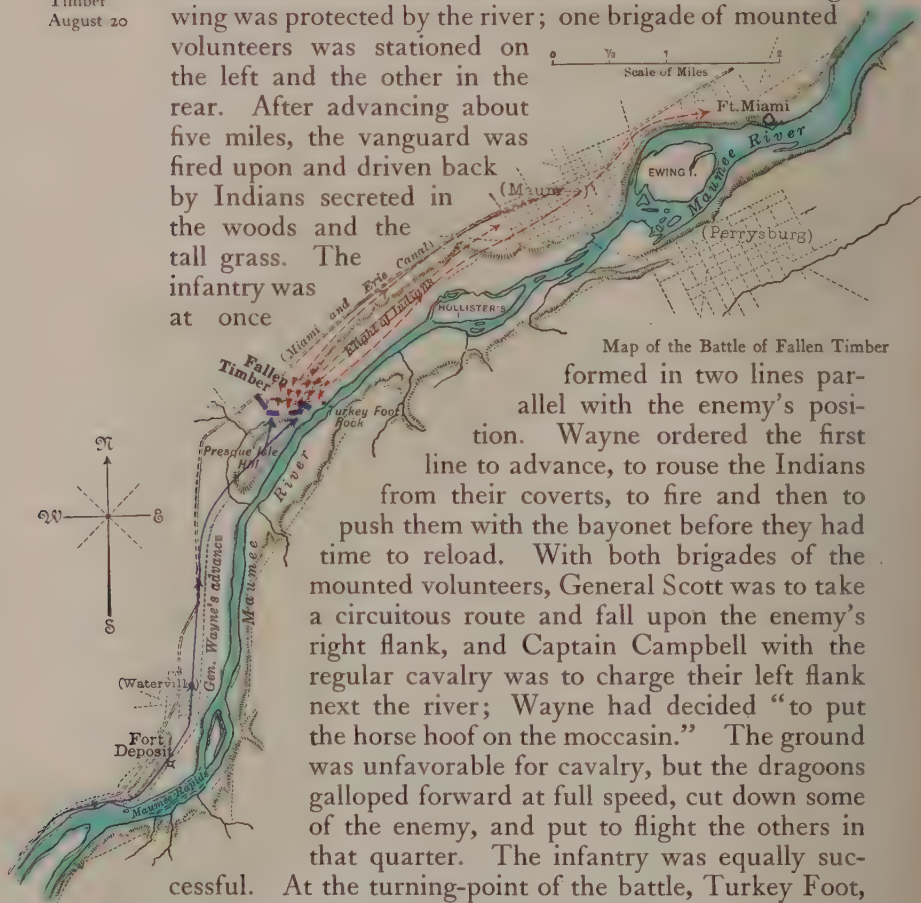 August 20
wing was protected by the river; one brigade of mounted
volunteers was stationed on
the left and the other in the
rear. After advancing about
five miles, the vanguard was
fired upon and driven back
by Indians secreted in
the woods and the
tall grass. The
infantry was
at once
0 ½ 1 2
Scale of Miles
Ft. Miami
Maumee River
EWING I.
(Perrysburg)
(Miami and Erie Canal)
Flight of Indians
HOLLISTER'S
I.
Fallen
Timber
Turkey Foot
Rock
Presque Isle
Hill
Maumee River
Gen. Wayne's advance
N
W E
S
Fort
Deposit
Maumee Rapids
Map of the Battle of Fallen Timber
formed in two lines par-
allel with the enemy's posi-
tion. Wayne ordered the first
line to advance, to rouse the Indians
from their coverts, to fire and then to
push them with the bayonet before they had
time to reload. With both brigades of the
mounted volunteers, General Scott was to take
a circuitous route and fall upon the enemy's
right flank, and Captain Campbell with the
regular cavalry was to charge their left flank
next the river; Wayne had decided "to put
the horse hoof on the moccasin." The ground
was unfavorable for cavalry, but the dragoons
galloped forward at full speed, cut down some
of the enemy, and put to flight the others in
that quarter. The infantry was equally suc-
cessful. At the turning-point of the battle, Turkey Foot,